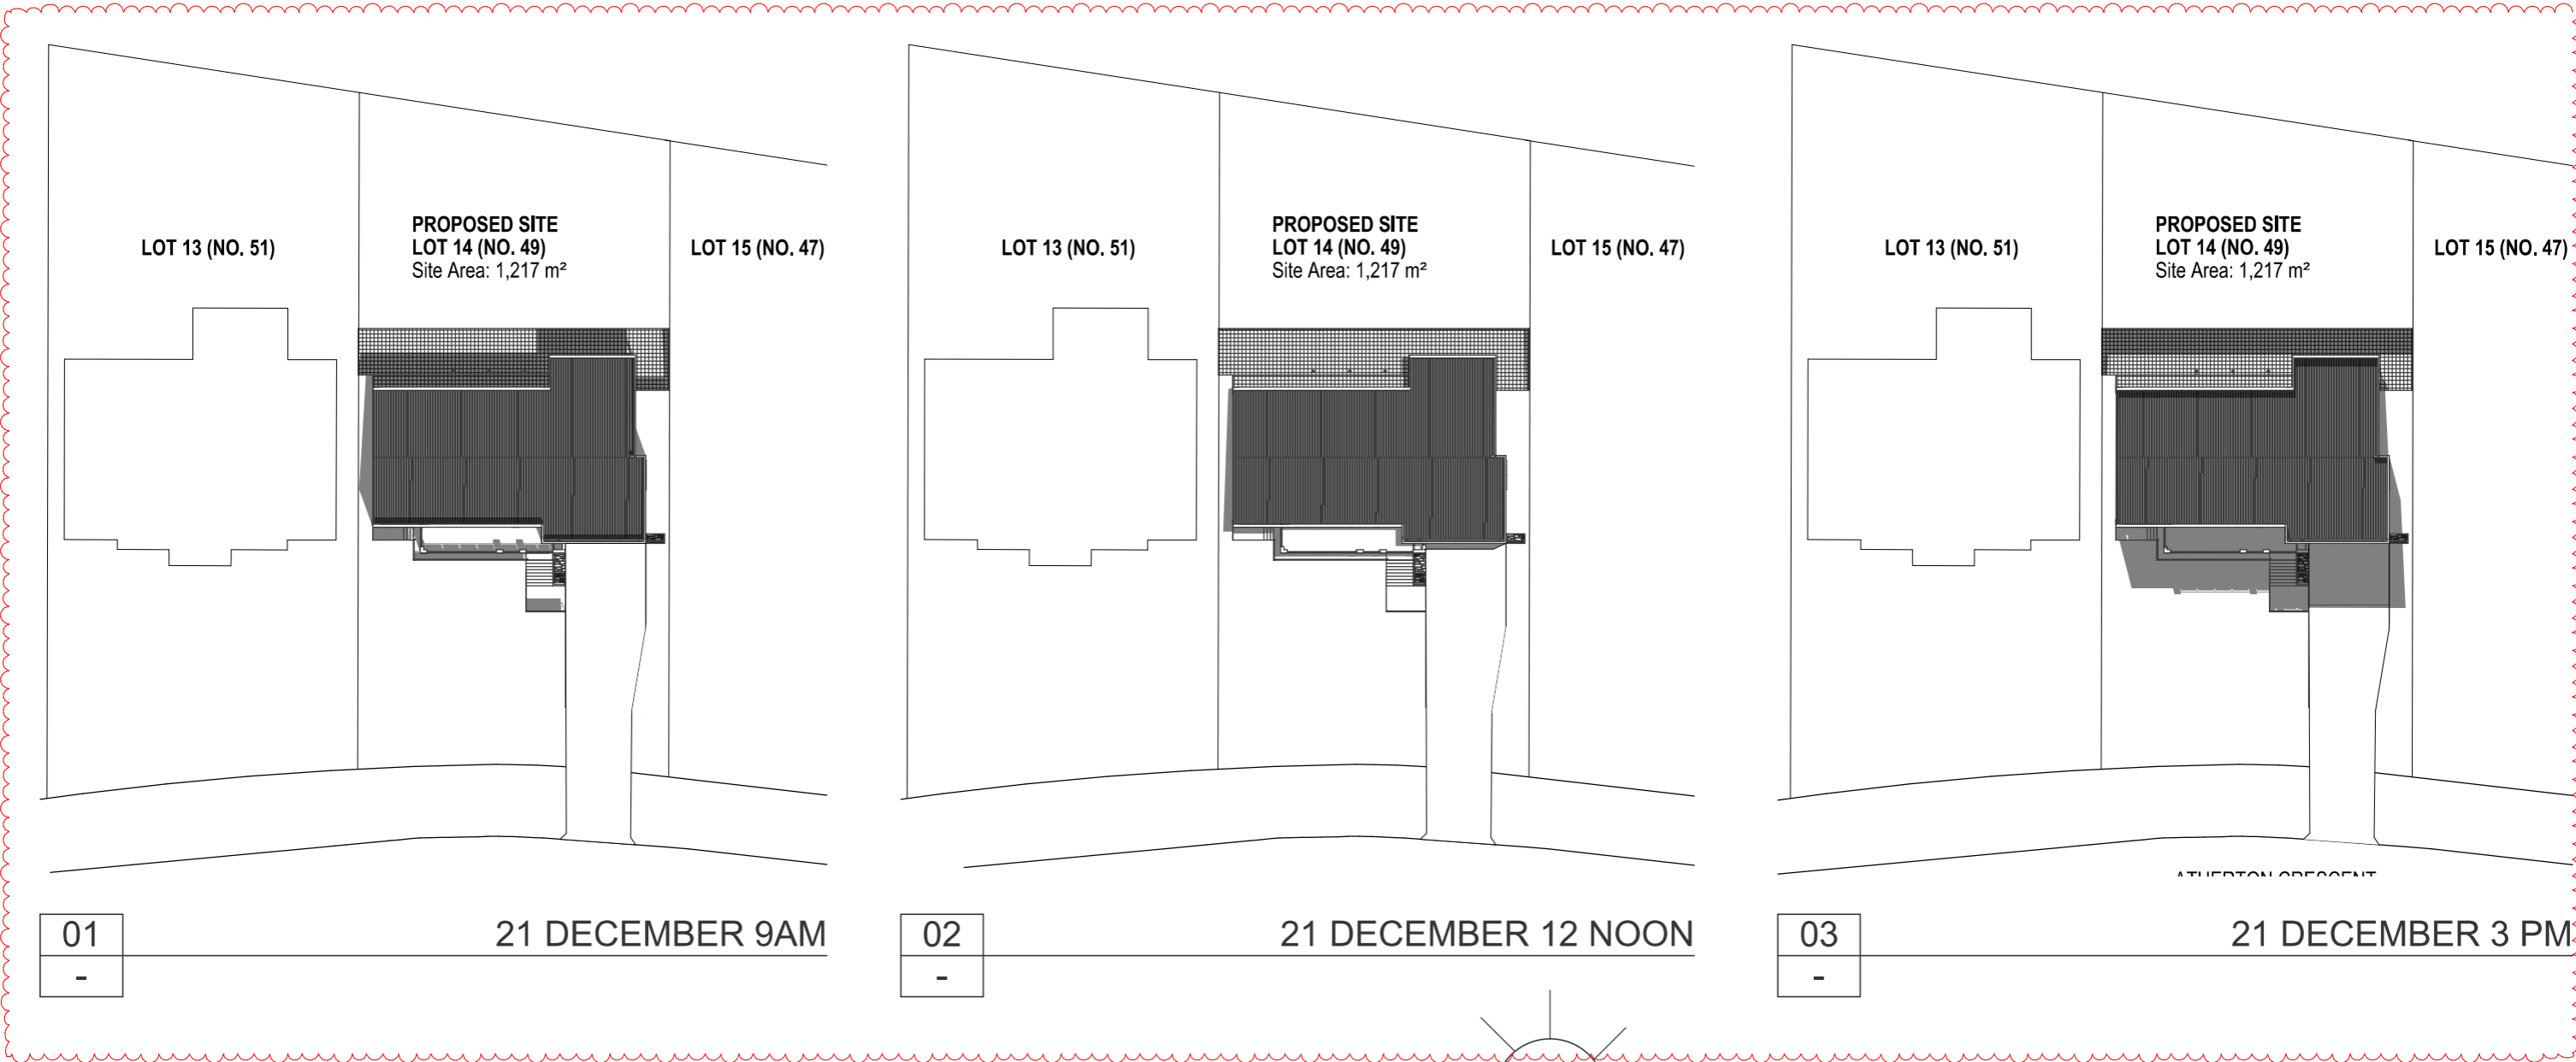 LOT 13 (NO. 51)
PROPOSED SITE
LOT 14 (NO. 49)
Site Area: 1,217 m²
LOT 15 (NO. 47)
LOT 13 (NO. 51)
PROPOSED SITE
LOT 14 (NO. 49)
Site Area: 1,217 m²
LOT 15 (NO. 47)
LOT 13 (NO. 51)
PROPOSED SITE
LOT 14 (NO. 49)
Site Area: 1,217 m²
LOT 15 (NO. 47)
ATHERTON CRESCENT
01
-
21 DECEMBER 9AM
02
-
21 DECEMBER 12 NOON
03
-
21 DECEMBER 3 PM